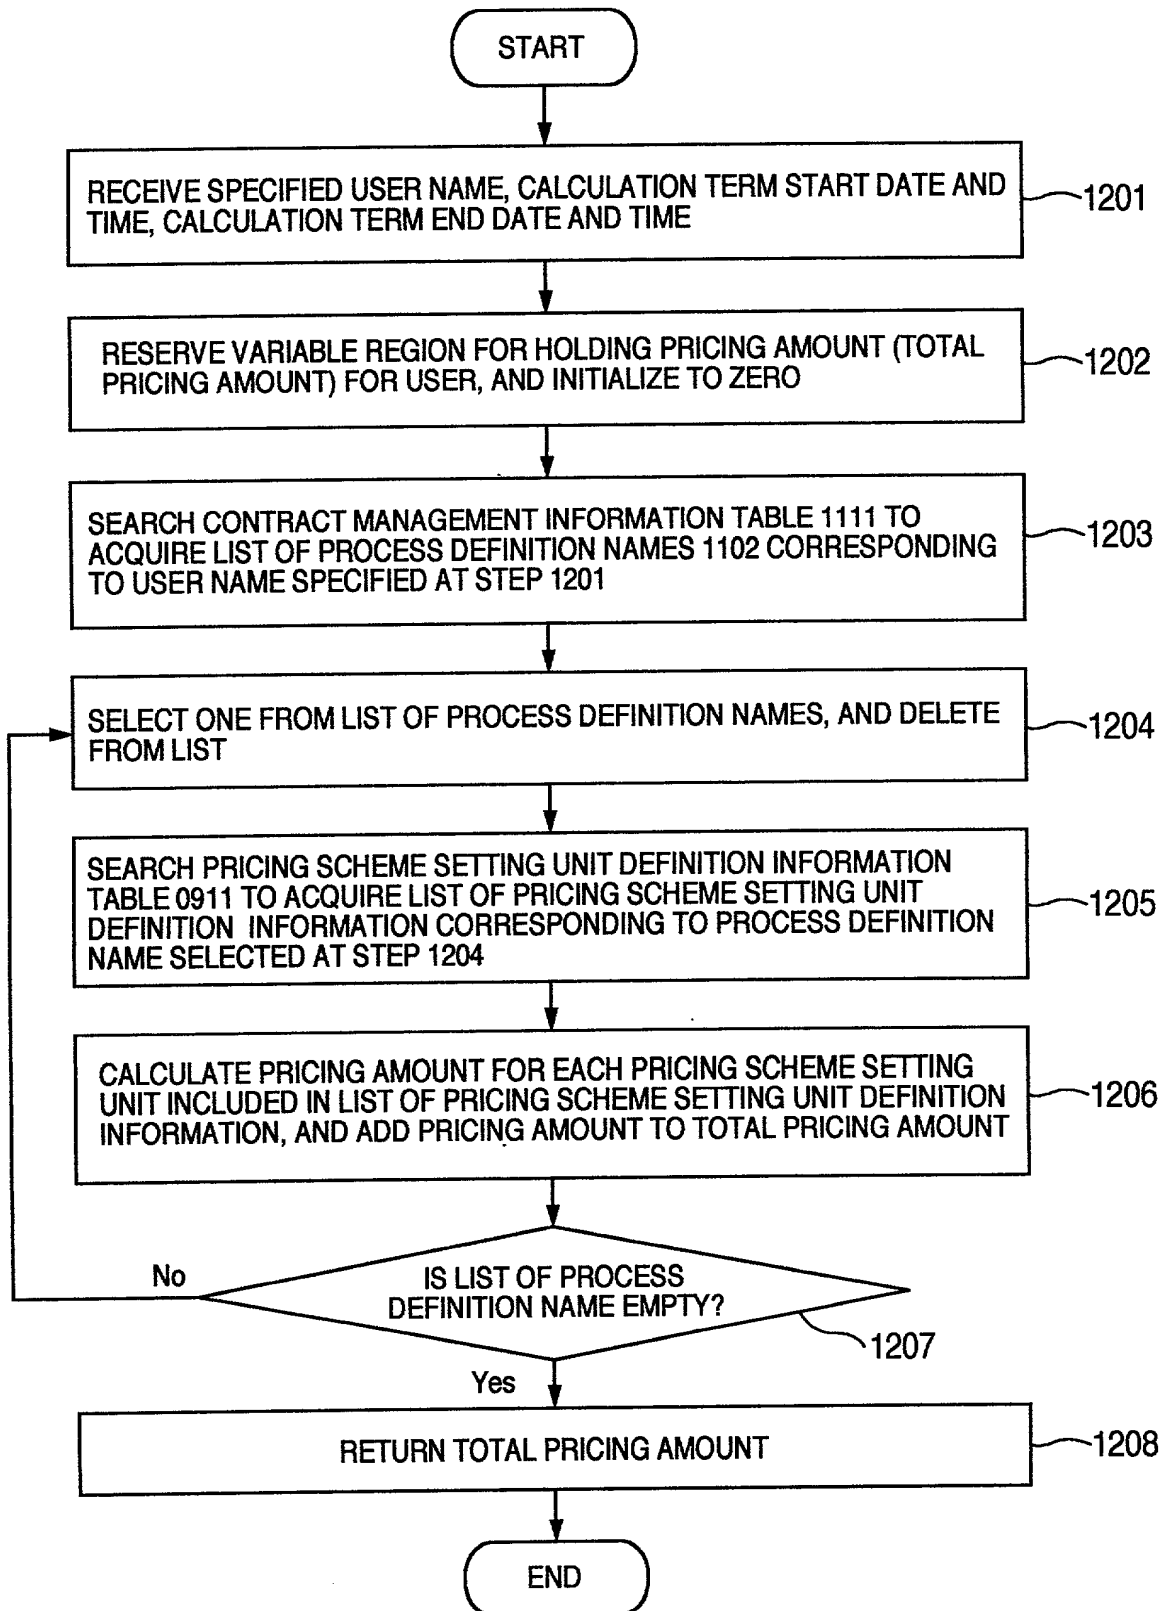 START
RECEIVE SPECIFIED USER NAME, CALCULATION TERM START DATE AND
TIME, CALCULATION TERM END DATE AND TIME
1201
RESERVE VARIABLE REGION FOR HOLDING PRICING AMOUNT (TOTAL
PRICING AMOUNT) FOR USER, AND INITIALIZE TO ZERO
1202
SEARCH CONTRACT MANAGEMENT INFORMATION TABLE 1111 TO
ACQUIRE LIST OF PROCESS DEFINITION NAMES 1102 CORRESPONDING
TO USER NAME SPECIFIED AT STEP 1201
1203
SELECT ONE FROM LIST OF PROCESS DEFINITION NAMES, AND DELETE
FROM LIST
1204
SEARCH PRICING SCHEME SETTING UNIT DEFINITION INFORMATION
TABLE 0911 TO ACQUIRE LIST OF PRICING SCHEME SETTING UNIT
DEFINITION INFORMATION CORRESPONDING TO PROCESS DEFINITION
NAME SELECTED AT STEP 1204
1205
CALCULATE PRICING AMOUNT FOR EACH PRICING SCHEME SETTING
UNIT INCLUDED IN LIST OF PRICING SCHEME SETTING UNIT DEFINITION
INFORMATION, AND ADD PRICING AMOUNT TO TOTAL PRICING AMOUNT
1206
No
IS LIST OF PROCESS
DEFINITION NAME EMPTY?
1207
Yes
RETURN TOTAL PRICING AMOUNT
1208
END